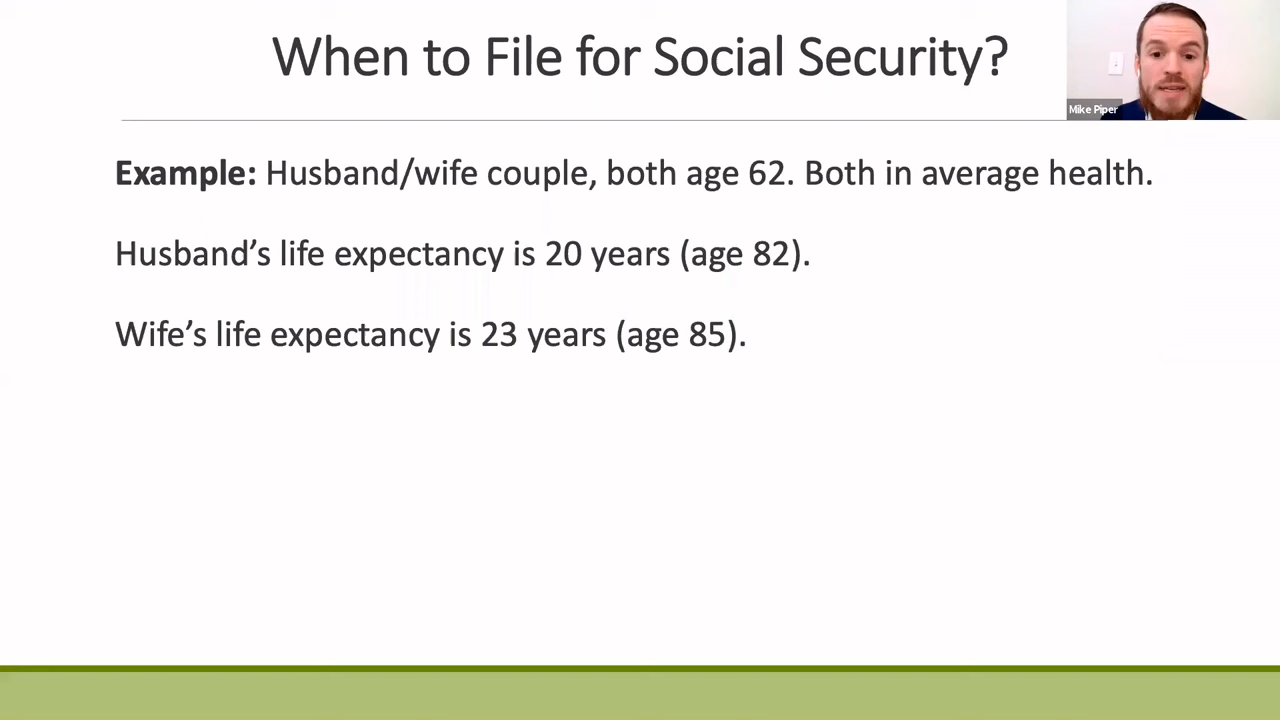 When to File for Social Security?
Mike Piper
Example: Husband/wife couple, both age 62. Both in average health.
Husband’s life expectancy is 20 years (age 82).
Wife’s life expectancy is 23 years (age 85).